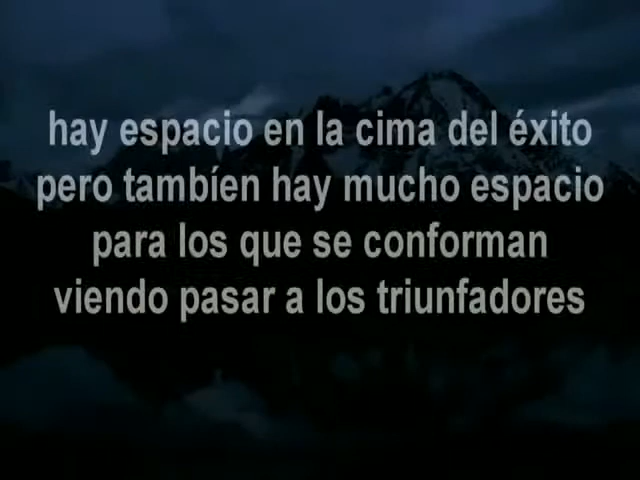 hay espacio en la cima del éxito
pero tambíen hay mucho espacio
para los que se conforman
viendo pasar a los triunfadores